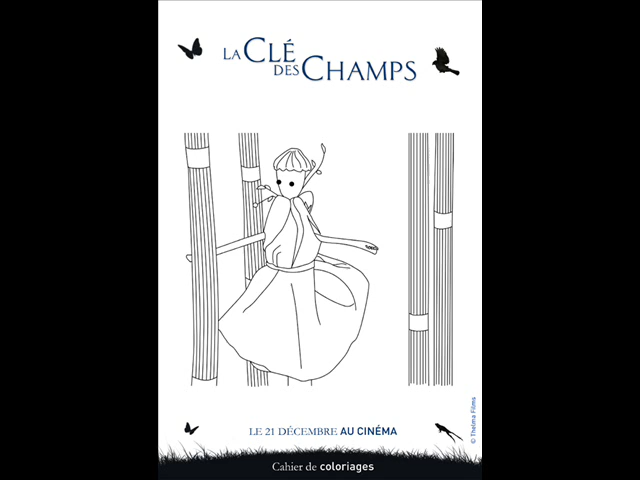 LA CLÉ
DES CHAMPS
LE 21 DÉCEMBRE AU CINÉMA
© Thelma Films
Cahier de coloriages